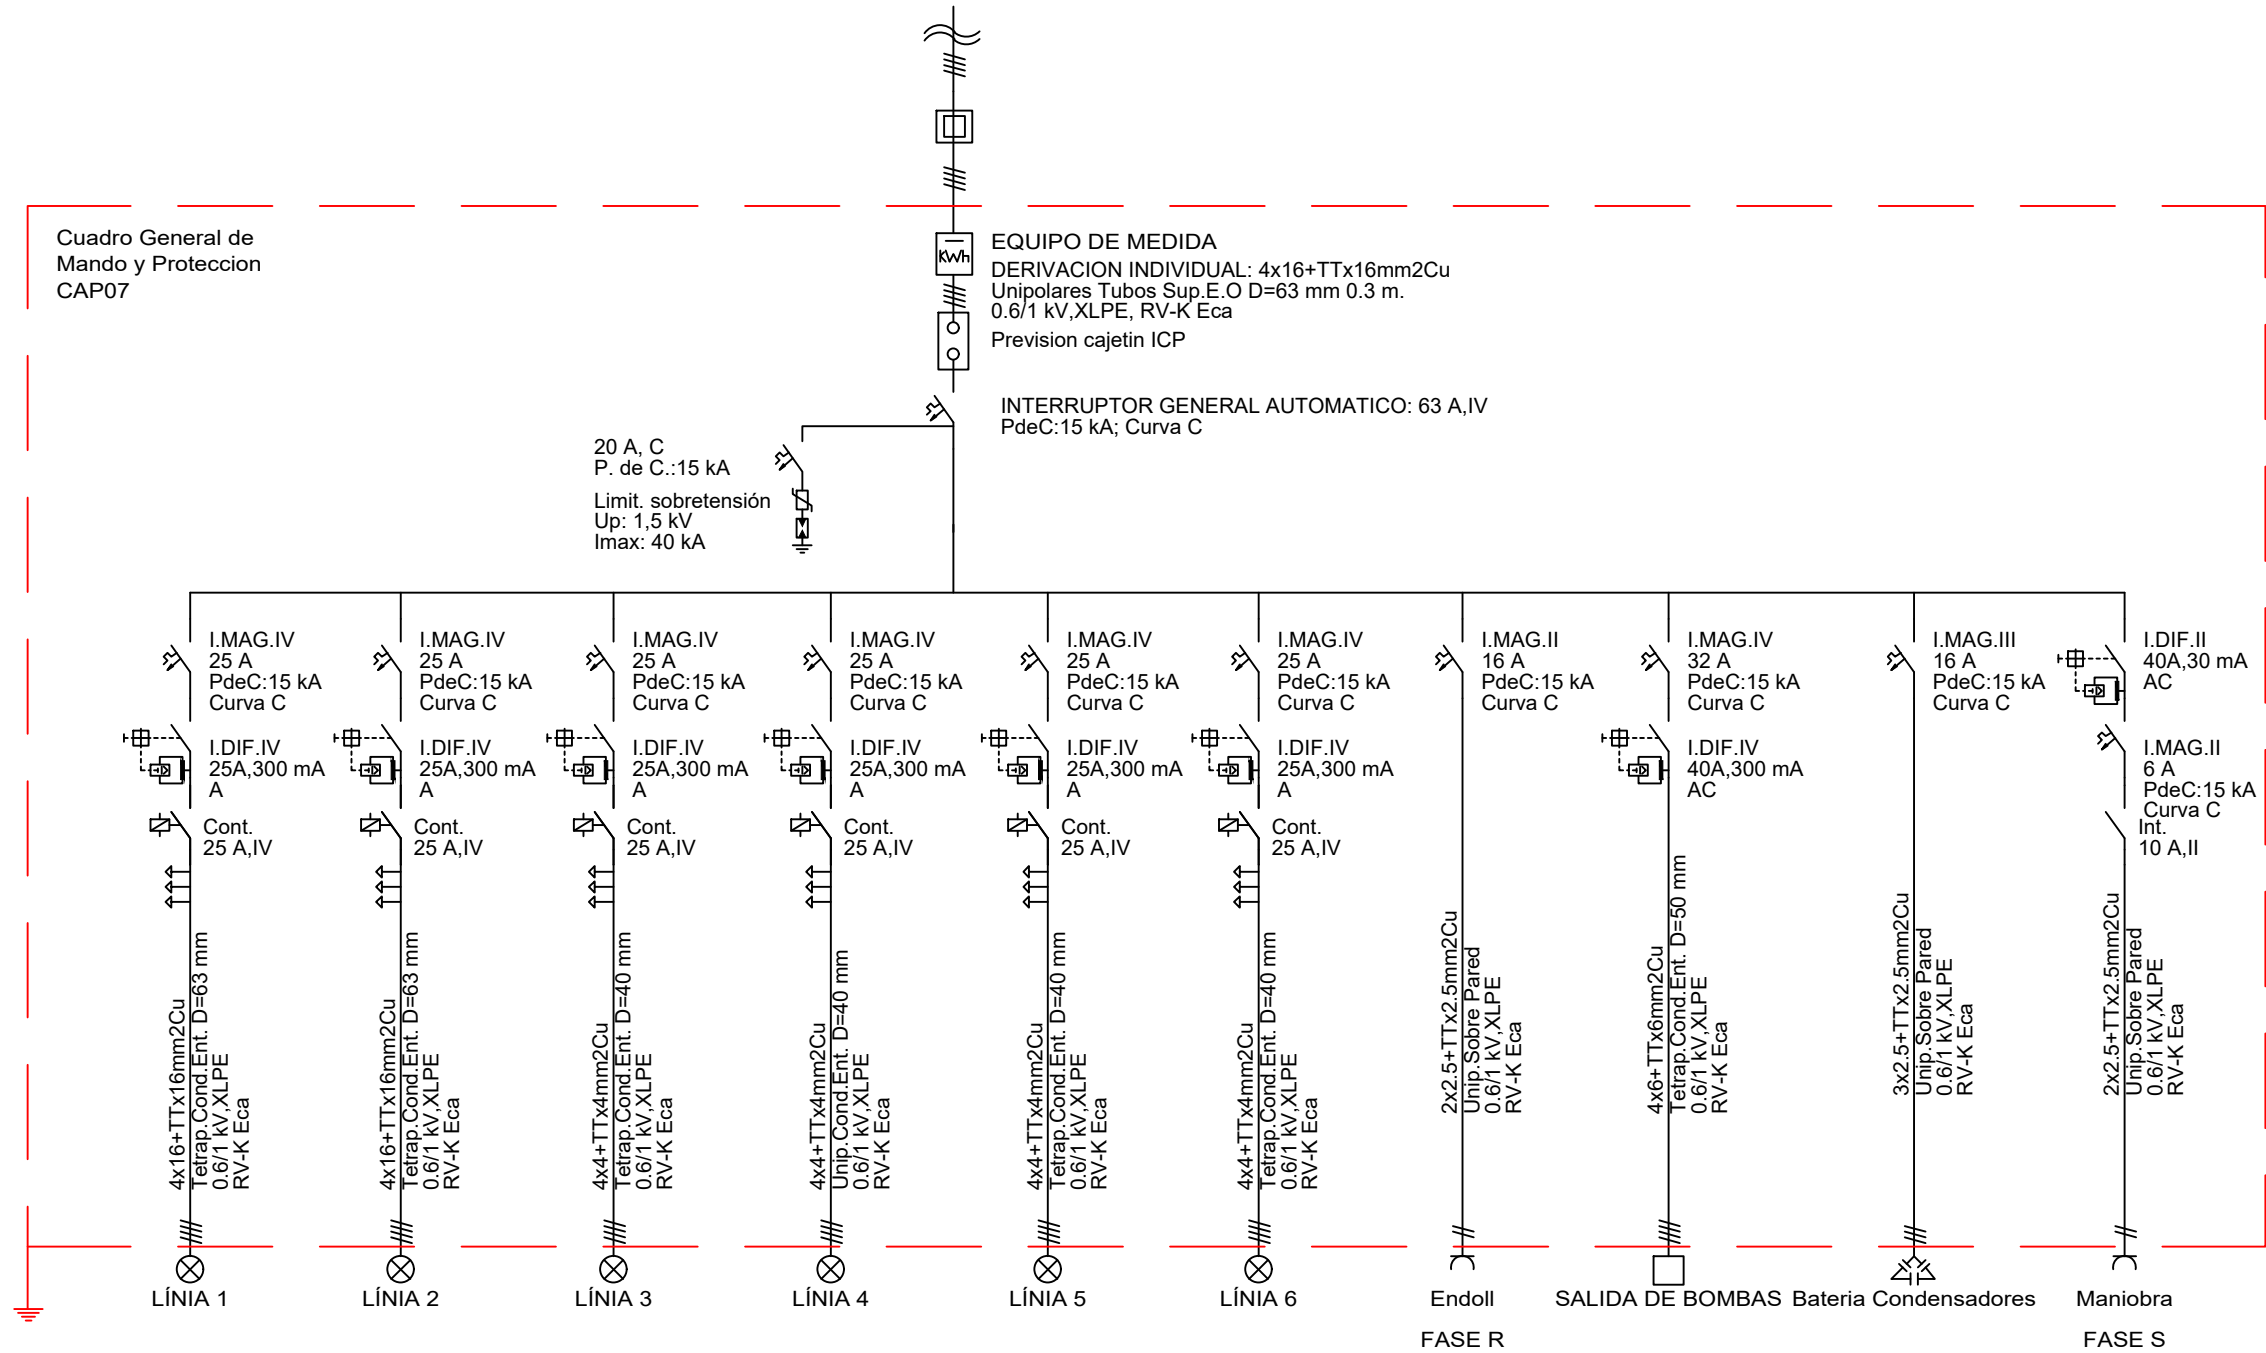 Cuadro General de
Mando y Proteccion
CAP07
KWh
EQUIPO DE MEDIDA
DERIVACION INDIVIDUAL: 4x16+TTx16mm2Cu
Unipolares Tubos Sup.E.O D=63 mm 0.3 m.
0.6/1 kV,XLPE, RV-K Eca
Prevision cajetin ICP
INTERRUPTOR GENERAL AUTOMATICO: 63 A,IV
PdeC:15 kA; Curva C
20 A, C
P. de C.:15 kA
Limit. sobretensión
Up: 1,5 kV
Imax: 40 kA
I.MAG.IV
25 A
PdeC:15 kA
Curva C
I.DIF.IV
25A,300 mA
A
Cont.
25 A,IV
4x16+TTx16mm2Cu
Tetrap.Cond.Ent. D=63 mm
0.6/1 kV,XLPE
RV-K Eca
LÍNIA 1
I.MAG.IV
25 A
PdeC:15 kA
Curva C
I.DIF.IV
25A,300 mA
A
Cont.
25 A,IV
4x16+TTx16mm2Cu
Tetrap.Cond.Ent. D=63 mm
0.6/1 kV,XLPE
RV-K Eca
LÍNIA 2
I.MAG.IV
25 A
PdeC:15 kA
Curva C
I.DIF.IV
25A,300 mA
A
Cont.
25 A,IV
4x4+TTx4mm2Cu
Tetrap.Cond.Ent. D=40 mm
0.6/1 kV,XLPE
RV-K Eca
LÍNIA 3
I.MAG.IV
25 A
PdeC:15 kA
Curva C
I.DIF.IV
25A,300 mA
A
Cont.
25 A,IV
4x4+TTx4mm2Cu
Unip.Cond.Ent. D=40 mm
0.6/1 kV,XLPE
RV-K Eca
LÍNIA 4
I.MAG.IV
25 A
PdeC:15 kA
Curva C
I.DIF.IV
25A,300 mA
A
Cont.
25 A,IV
4x4+TTx4mm2Cu
Tetrap.Cond.Ent. D=40 mm
0.6/1 kV,XLPE
RV-K Eca
LÍNIA 5
I.MAG.IV
25 A
PdeC:15 kA
Curva C
I.DIF.IV
25A,300 mA
A
Cont.
25 A,IV
4x4+TTx4mm2Cu
Tetrap.Cond.Ent. D=40 mm
0.6/1 kV,XLPE
RV-K Eca
LÍNIA 6
I.MAG.II
16 A
PdeC:15 kA
Curva C
2x2.5+TTx2.5mm2Cu
Unip.Sobre Pared
0.6/1 kV,XLPE
RV-K Eca
Endoll
FASE R
I.MAG.IV
32 A
PdeC:15 kA
Curva C
I.DIF.IV
40A,300 mA
AC
4x6+TTx6mm2Cu
Tetrap.Cond.Ent. D=50 mm
0.6/1 kV,XLPE
RV-K Eca
SALIDA DE BOMBAS
I.MAG.III
16 A
PdeC:15 kA
Curva C
3x2.5+TTx2.5mm2Cu
Unip.Sobre Pared
0.6/1 kV,XLPE
RV-K Eca
Bateria Condensadores
I.DIF.II
40A,30 mA
AC
I.MAG.II
6 A
PdeC:15 kA
Curva C
Int.
10 A,II
2x2.5+TTx2.5mm2Cu
Unip.Sobre Pared
0.6/1 kV,XLPE
RV-K Eca
Maniobra
FASE S